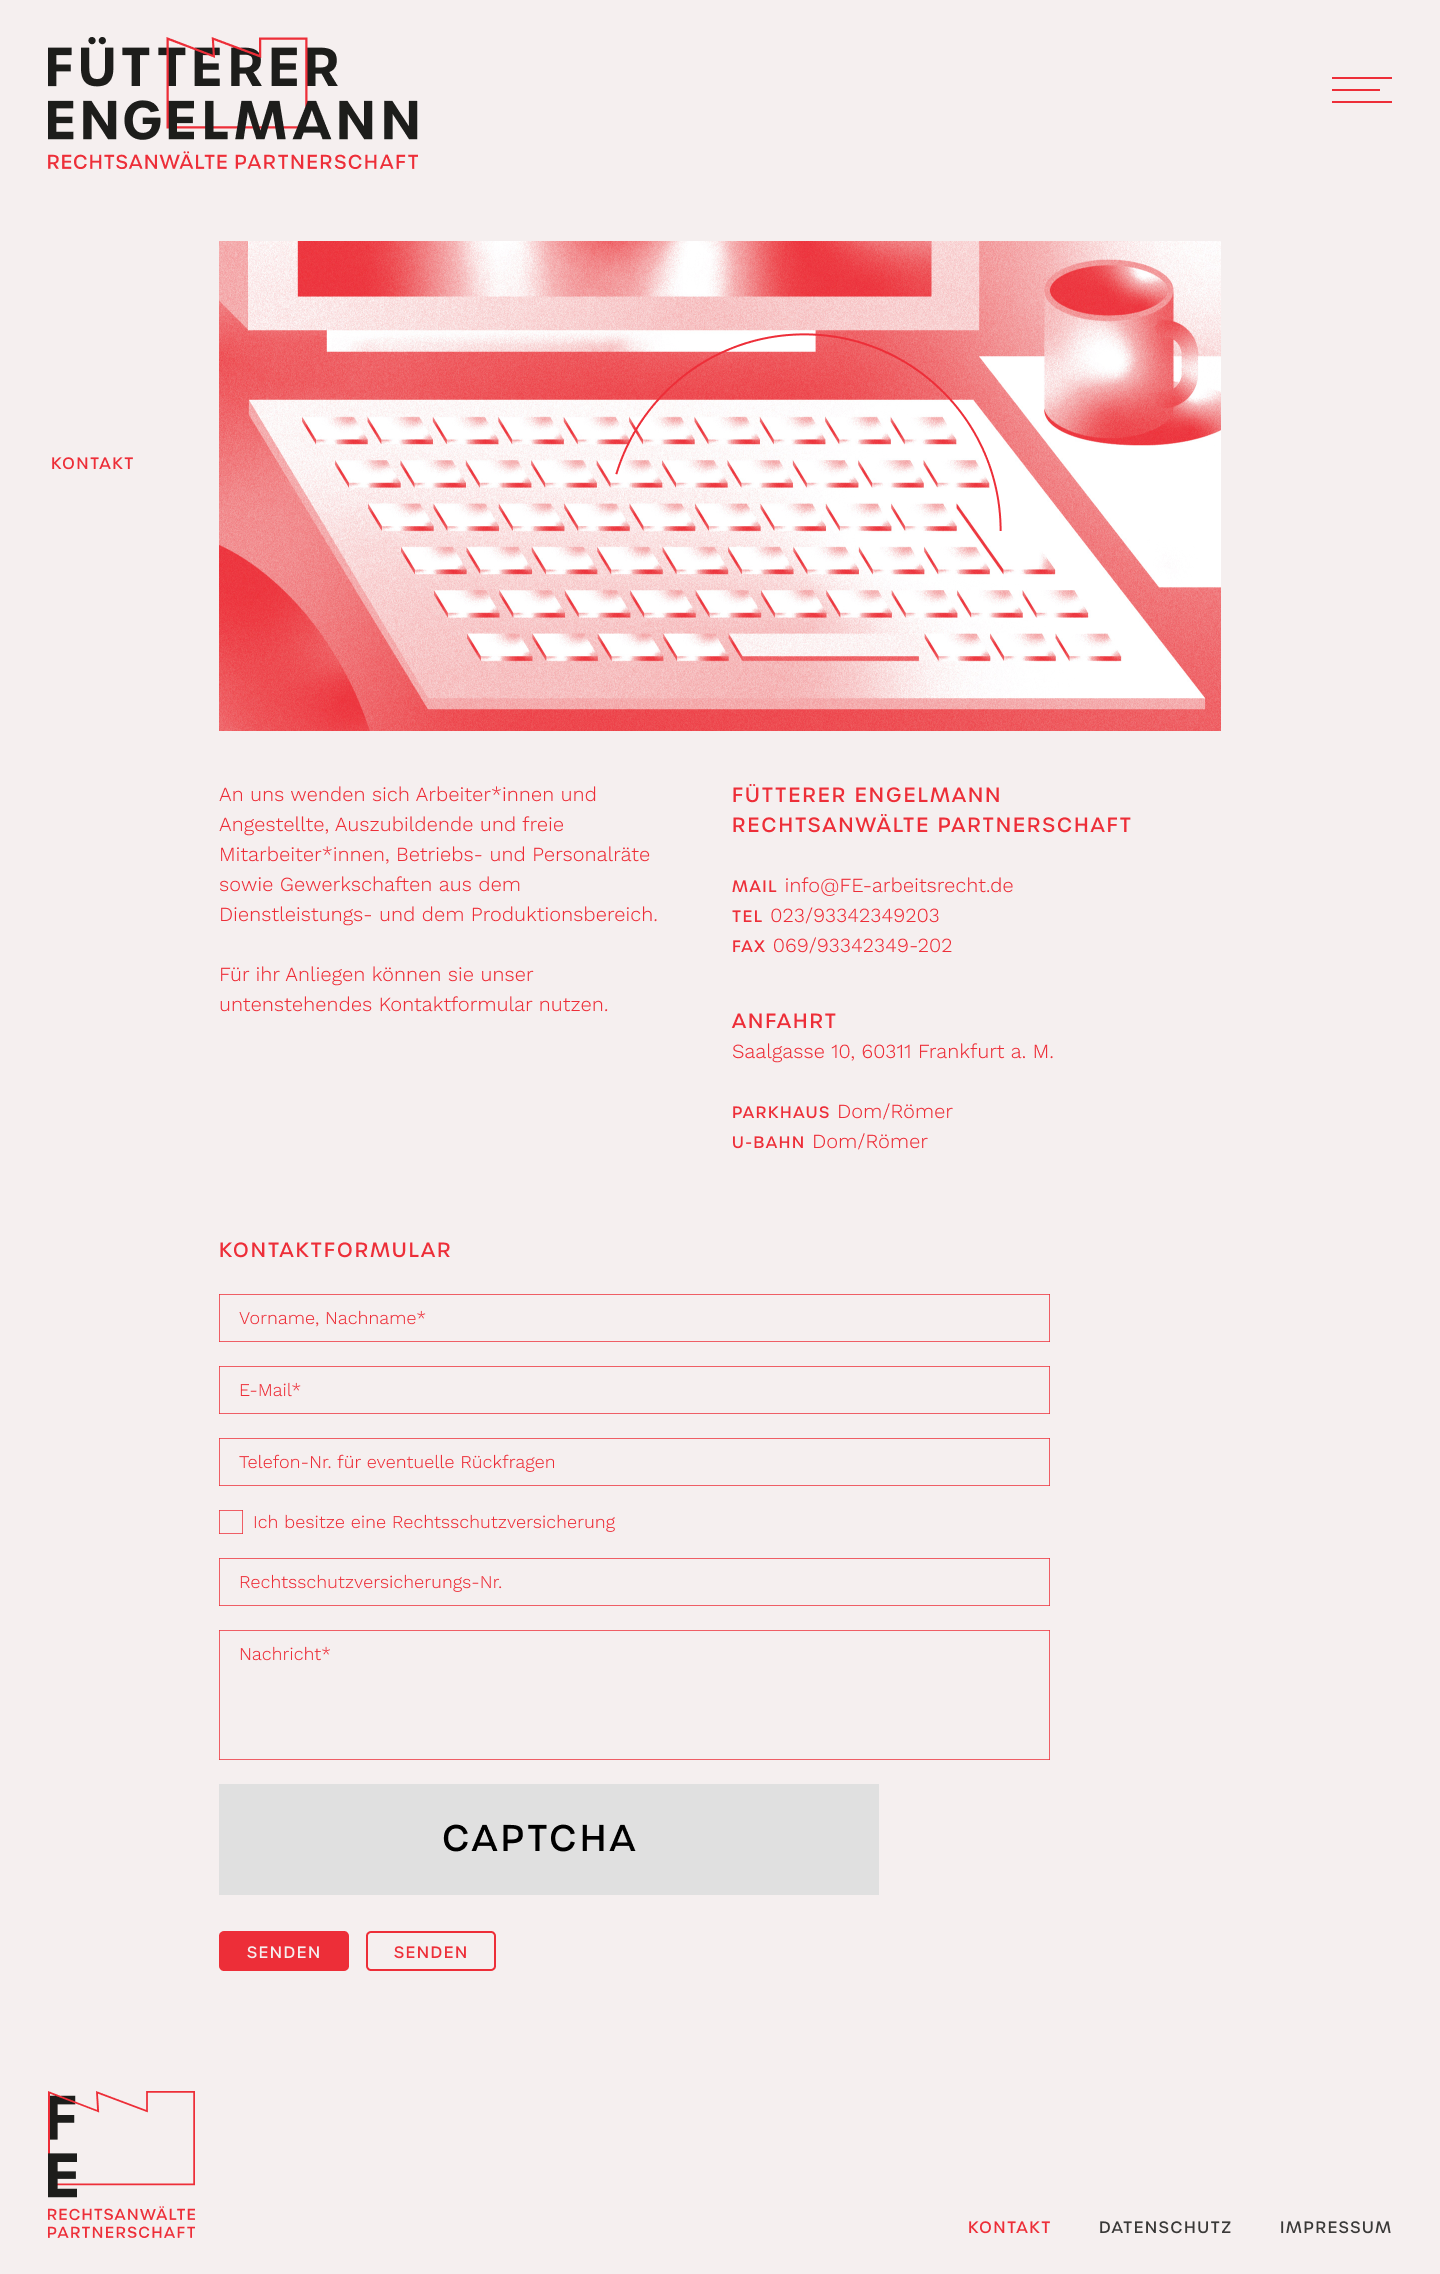 FÜTTERER
ENGELMANN
RECHTSANWÄLTE PARTNERSCHAFT
KONTAKT
An uns wenden sich Arbeiter*innen und
Angestellte, Auszubildende und freie
Mitarbeiter*innen, Betriebs- und Personalräte
sowie Gewerkschaften aus dem
Dienstleistungs- und dem Produktionsbereich.
Für ihr Anliegen können sie unser
untenstehendes Kontaktformular nutzen.
FÜTTERER ENGELMANN
RECHTSANWÄLTE PARTNERSCHAFT
MAIL info@FE-arbeitsrecht.de
TEL 023/93342349203
FAX 069/93342349-202
ANFAHRT
Saalgasse 10, 60311 Frankfurt a. M.
PARKHAUS Dom/Römer
U-BAHN Dom/Römer
KONTAKTFORMULAR
Vorname, Nachname*
E-Mail*
Telefon-Nr. für eventuelle Rückfragen
Ich besitze eine Rechtsschutzversicherung
Rechtsschutzversicherungs-Nr.
Nachricht*
CAPTCHA
SENDEN SENDEN
F
E
RECHTSANWÄLTE
PARTNERSCHAFT
KONTAKT DATENSCHUTZ IMPRESSUM